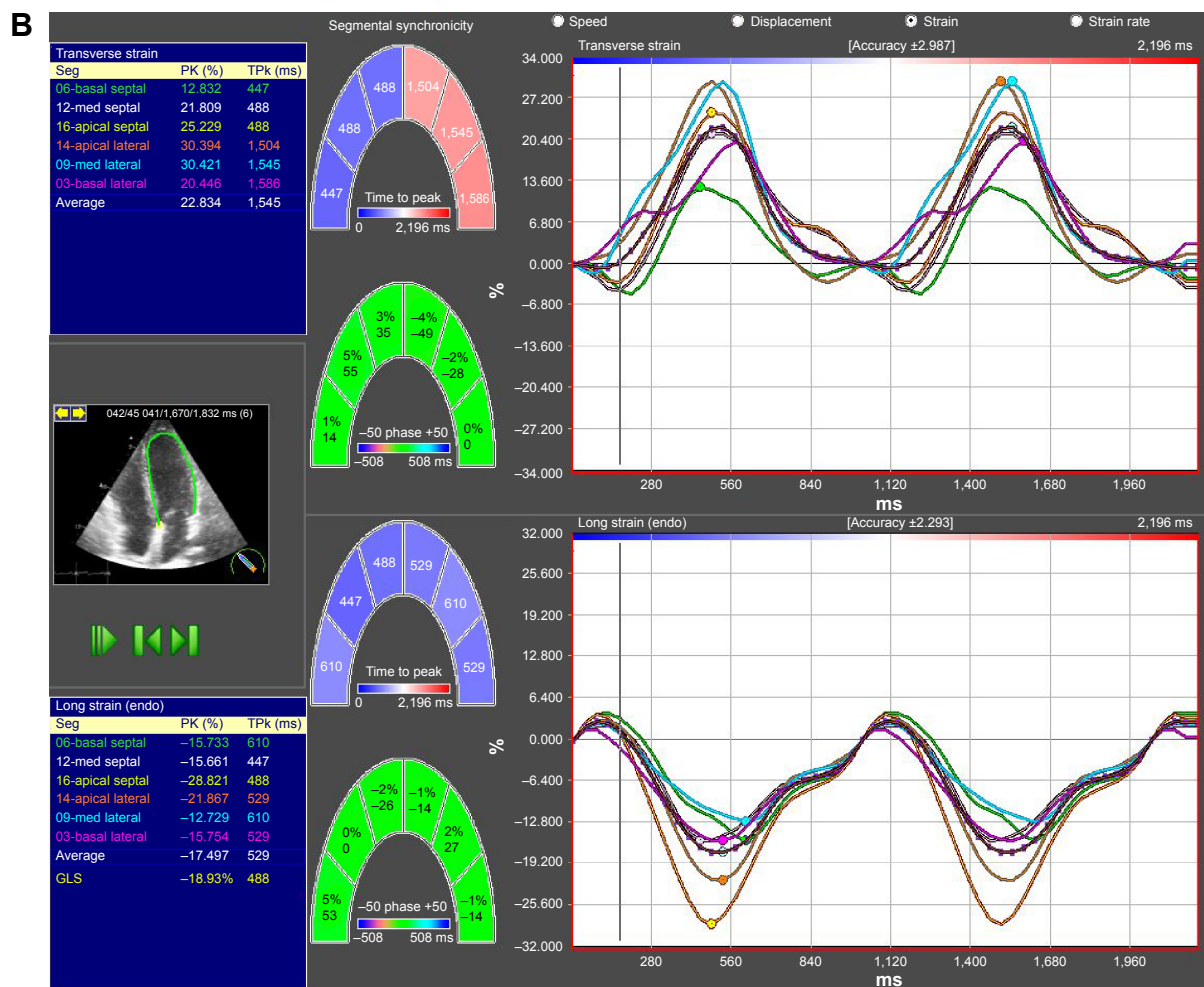 B
Segmental synchronicity
Speed Displacement Strain Strain rate
Transverse strain
Seg PK (%) TPk (ms)
06-basal septal 12.832 447
12-med septal 21.809 488
16-apical septal 25.229 488
14-apical lateral 30.394 1,504
09-med lateral 30.421 1,545
03-basal lateral 20.446 1,586
Average 22.834 1,545
488 1,504
488 1,545
447 1,586
Time to peak
0 2,196 ms
3% 35 –4% –49
5% 55 –2% –28
1% 14 0% 0
–50 phase +50
–508 508 ms
Transverse strain [Accuracy ±2.987] 2,196 ms
34.000
27.200
20.400
13.600
6.800
0.000
–6.800
–13.600
–20.400
–27.200
–34.000
%
280 560 840 1,120 1,400 1,680 1,960
ms
042/45 041/1,670/1,832 ms (6)
488 529
447 610
610 529
Time to peak
0 2,196 ms
Long strain (endo)
Seg PK (%) TPk (ms)
06-basal septal –15.733 610
12-med septal –15.661 447
16-apical septal –28.821 488
14-apical lateral –21.867 529
09-med lateral –12.729 610
03-basal lateral –15.754 529
Average –17.497 529
GLS –18.93% 488
–2% –26 –1% –14
0% 0 2% 27
5% 53 –1% –14
–50 phase +50
–508 508 ms
Long strain (endo) [Accuracy ±2.293] 2,196 ms
32.000
25.600
19.200
12.800
6.400
0.000
–6.400
–12.800
–19.200
–25.600
–32.000
%
280 560 840 1,120 1,400 1,680 1,960
ms